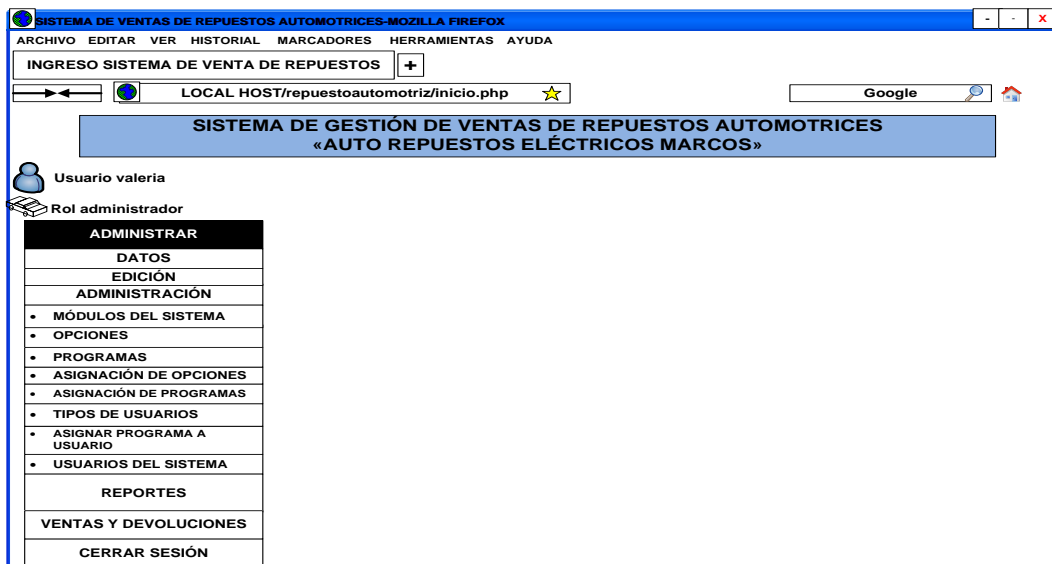 SISTEMA DE VENTAS DE REPUESTOS AUTOMOTRICES-MOZILLA FIREFOX
- - X
ARCHIVO EDITAR VER HISTORIAL MARCADORES HERRAMIENTAS AYUDA
INGRESO SISTEMA DE VENTA DE REPUESTOS +
LOCAL HOST/repuestoautomotriz/inicio.php Google
SISTEMA DE GESTIÓN DE VENTAS DE REPUESTOS AUTOMOTRICES
«AUTO REPUESTOS ELÉCTRICOS MARCOS»
Usuario valeria
Rol administrador
ADMINISTRAR
DATOS
EDICIÓN
ADMINISTRACIÓN
• MÓDULOS DEL SISTEMA
• OPCIONES
• PROGRAMAS
• ASIGNACIÓN DE OPCIONES
• ASIGNACIÓN DE PROGRAMAS
• TIPOS DE USUARIOS
• ASIGNAR PROGRAMA A
USUARIO
• USUARIOS DEL SISTEMA
REPORTES
VENTAS Y DEVOLUCIONES
CERRAR SESIÓN